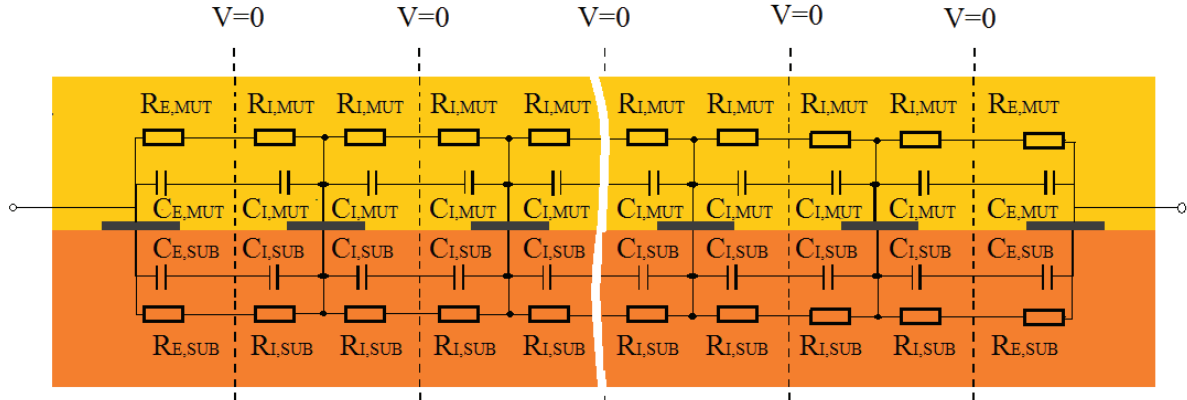 V=0 V=0 V=0 V=0 V=0
RE,MUT RI,MUT RI,MUT RI,MUT RI,MUT RI,MUT RI,MUT RI,MUT RI,MUT RE,MUT
CE,MUT CI,MUT CI,MUT CI,MUT CI,MUT CI,MUT CI,MUT CI,MUT CI,MUT CE,MUT
CE,SUB CI,SUB CI,SUB CI,SUB CI,SUB CI,SUB CI,SUB CI,SUB CI,SUB CE,SUB
RE,SUB RI,SUB RI,SUB RI,SUB RI,SUB RI,SUB RI,SUB RI,SUB RI,SUB RE,SUB